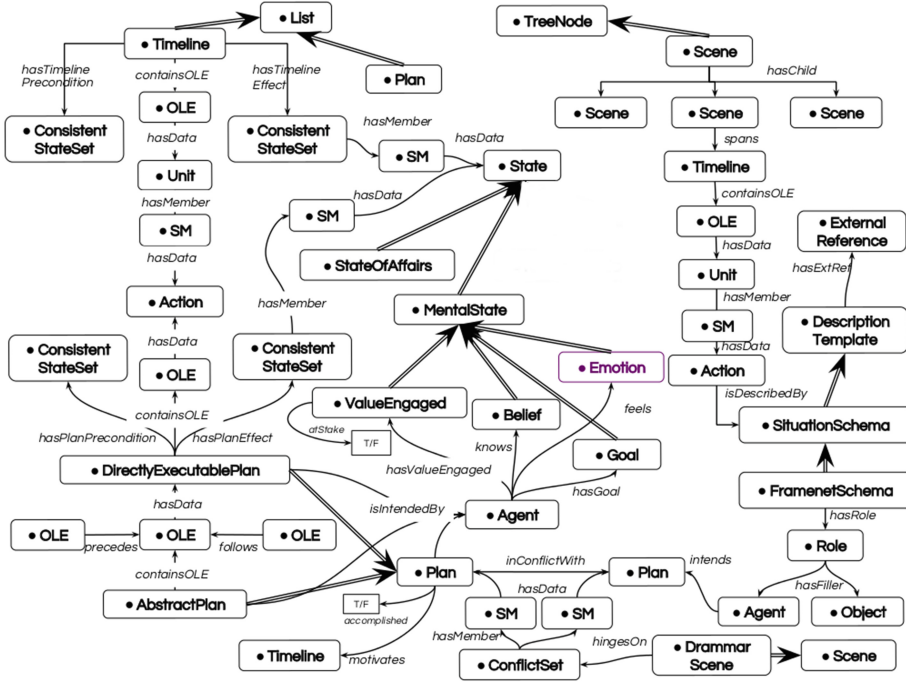 • List
• TreeNode
• Timeline
• Scene
hasTimeline
Precondition
containsOLE
hasTimeline
Effect
• Plan
hasChild
• OLE
• Scene
• Scene
• Scene
• Consistent
StateSet
hasData
• Consistent
StateSet
hasMember
hasData
spans
• SM
• State
• Timeline
• Unit
hasMember
hasData
containsOLE
• SM
• SM
• OLE
• External
Reference
hasData
hasData
• StateOfAffairs
• Unit
hasExtRef
• Action
hasMember
• MentalState
hasMember
• SM
• Description
Template
hasData
hasData
• Consistent
StateSet
• Consistent
StateSet
• OLE
• Emotion
• Action
isDescribedBy
containsOLE
• ValueEngaged
• Belief
feels
• SituationSchema
hasPlanPrecondition
hasPlanEffect
atStake
T/F
knows
• Goal
• DirectlyExecutablePlan
hasValueEngaged
hasGoal
• FramenetSchema
hasData
isIntendedBy
• Agent
hasRole
• OLE
precedes
• OLE
follows
• OLE
• Role
containsOLE
inConflictWith
intends
• Plan
• Plan
hasFiller
hasData
• AbstractPlan
T/F
accomplished
• SM
• SM
• Agent
• Object
hasMember
hingesOn
• Timeline
motivates
• ConflictSet
• Drammar
Scene
• Scene